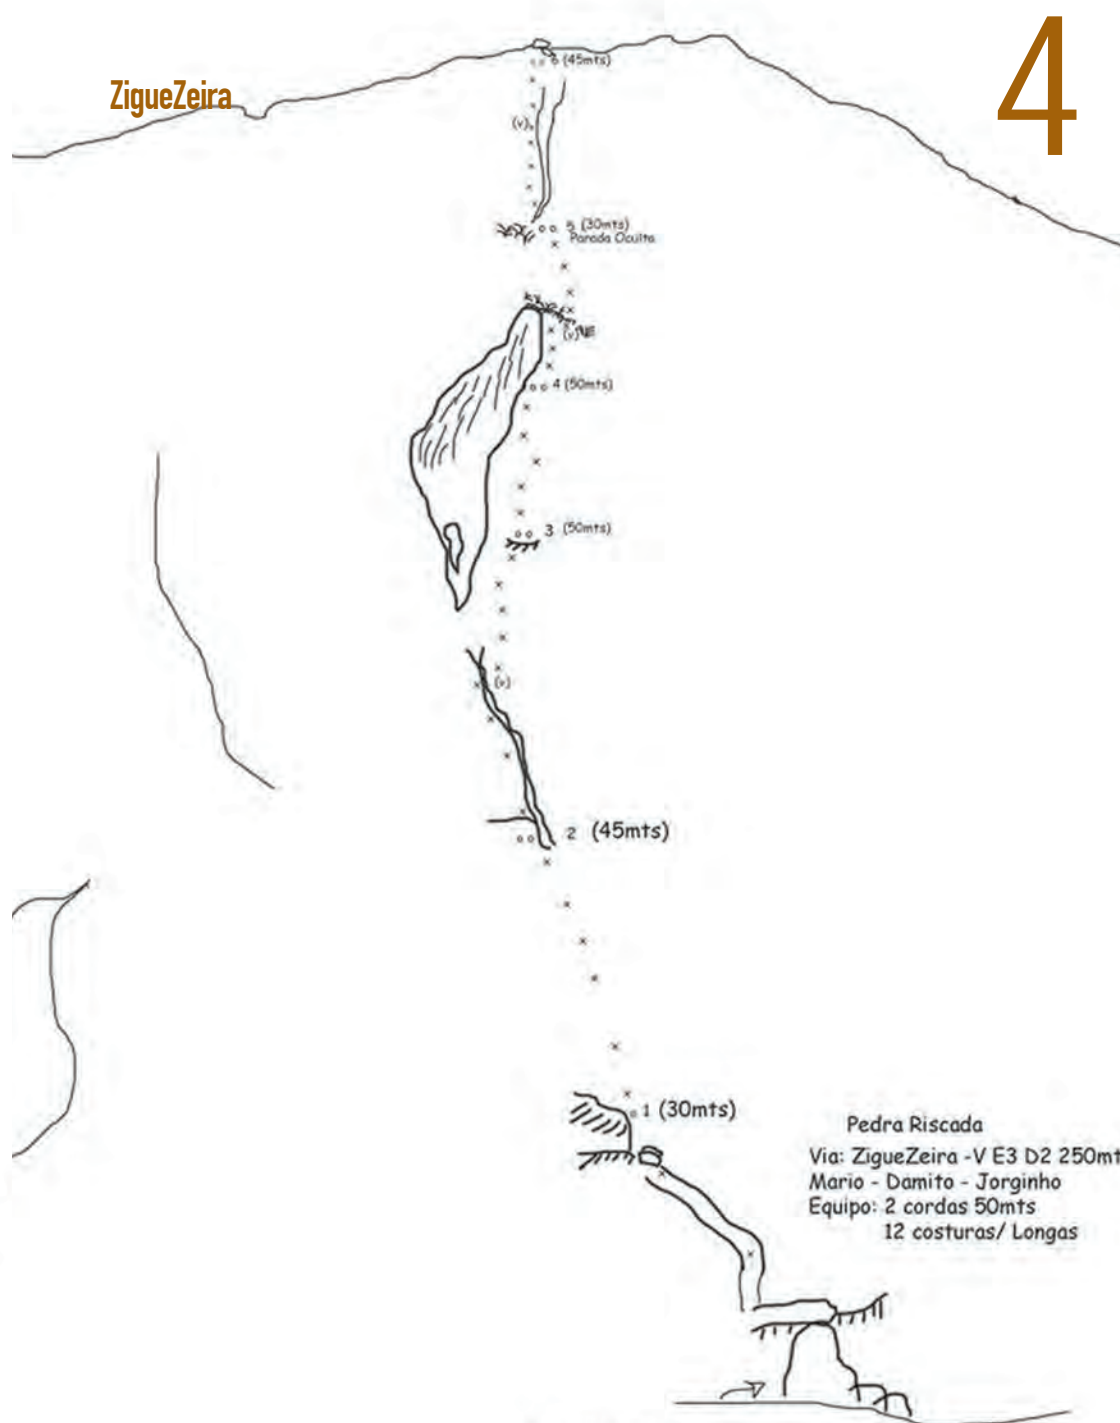 4
ZigueZeira
6 (45mts)
(v)
5 (30mts)
Parada Oculta
(v)
4 (50mts)
3 (50mts)
(v)
2 (45mts)
1 (30mts)
Pedra Riscada
Via: ZigueZeira -V E3 D2 250mt
Mario - Damito - Jorginho
Equipo: 2 cordas 50mts
12 costuras/ Longas